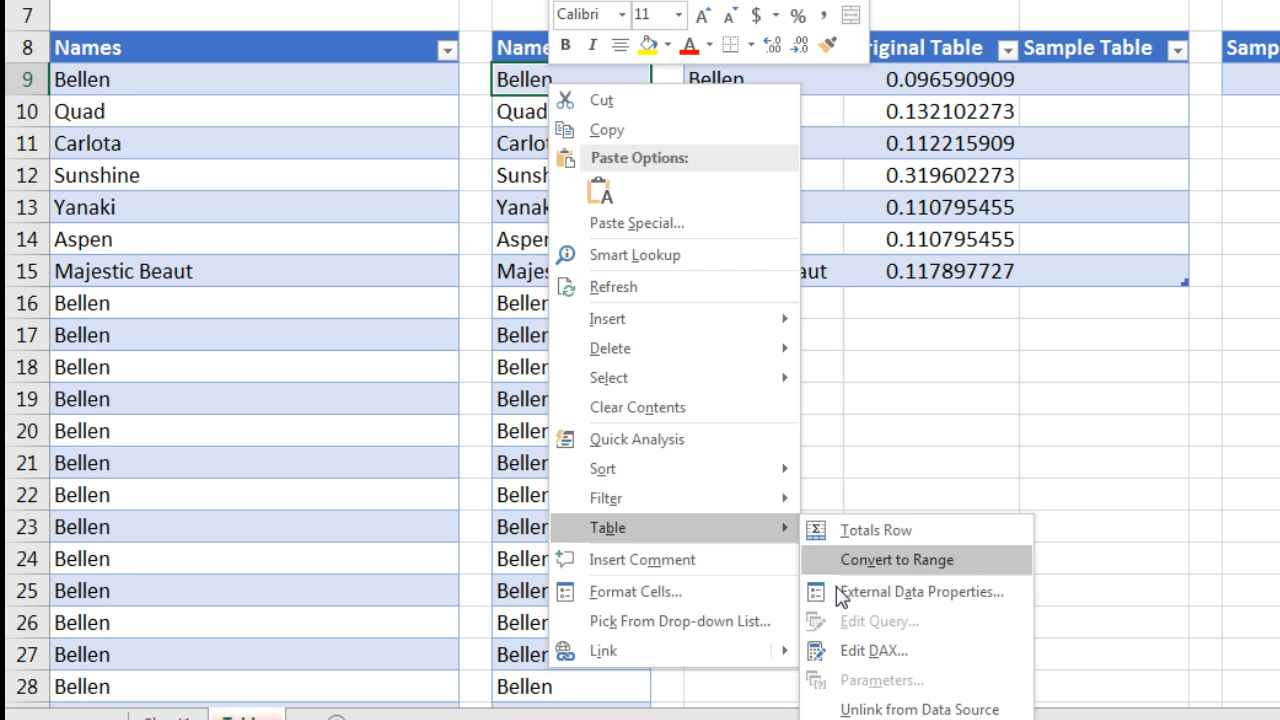 Calibri 11 A A $ % ,
7
B I A .00 .00
8 Names Name riginal Table Sample Table Samp
9 Bellen Bellen Bellen 0.096590909
10 Quad Quad 0.132102273
11 Carlota Carlot 0.112215909
12 Sunshine Sunsh 0.319602273
13 Yanaki Yanak 0.110795455
14 Aspen Aspen 0.110795455
15 Majestic Beaut Majes aut 0.117897727
16 Bellen Bellen
17 Bellen Bellen
18 Bellen Bellen
19 Bellen Bellen
20 Bellen Bellen
21 Bellen Bellen
22 Bellen Bellen
23 Bellen Bellen
24 Bellen Bellen
25 Bellen Bellen
26 Bellen Bellen
27 Bellen Bellen
28 Bellen Bellen
Cut
Copy
Paste Options:
Paste Special...
Smart Lookup
Refresh
Insert
Delete
Select
Clear Contents
Quick Analysis
Sort
Filter
Table
Insert Comment
Format Cells...
Pick From Drop-down List...
Link
Totals Row
Convert to Range
External Data Properties...
Edit Query...
Edit DAX...
Parameters...
Unlink from Data Source